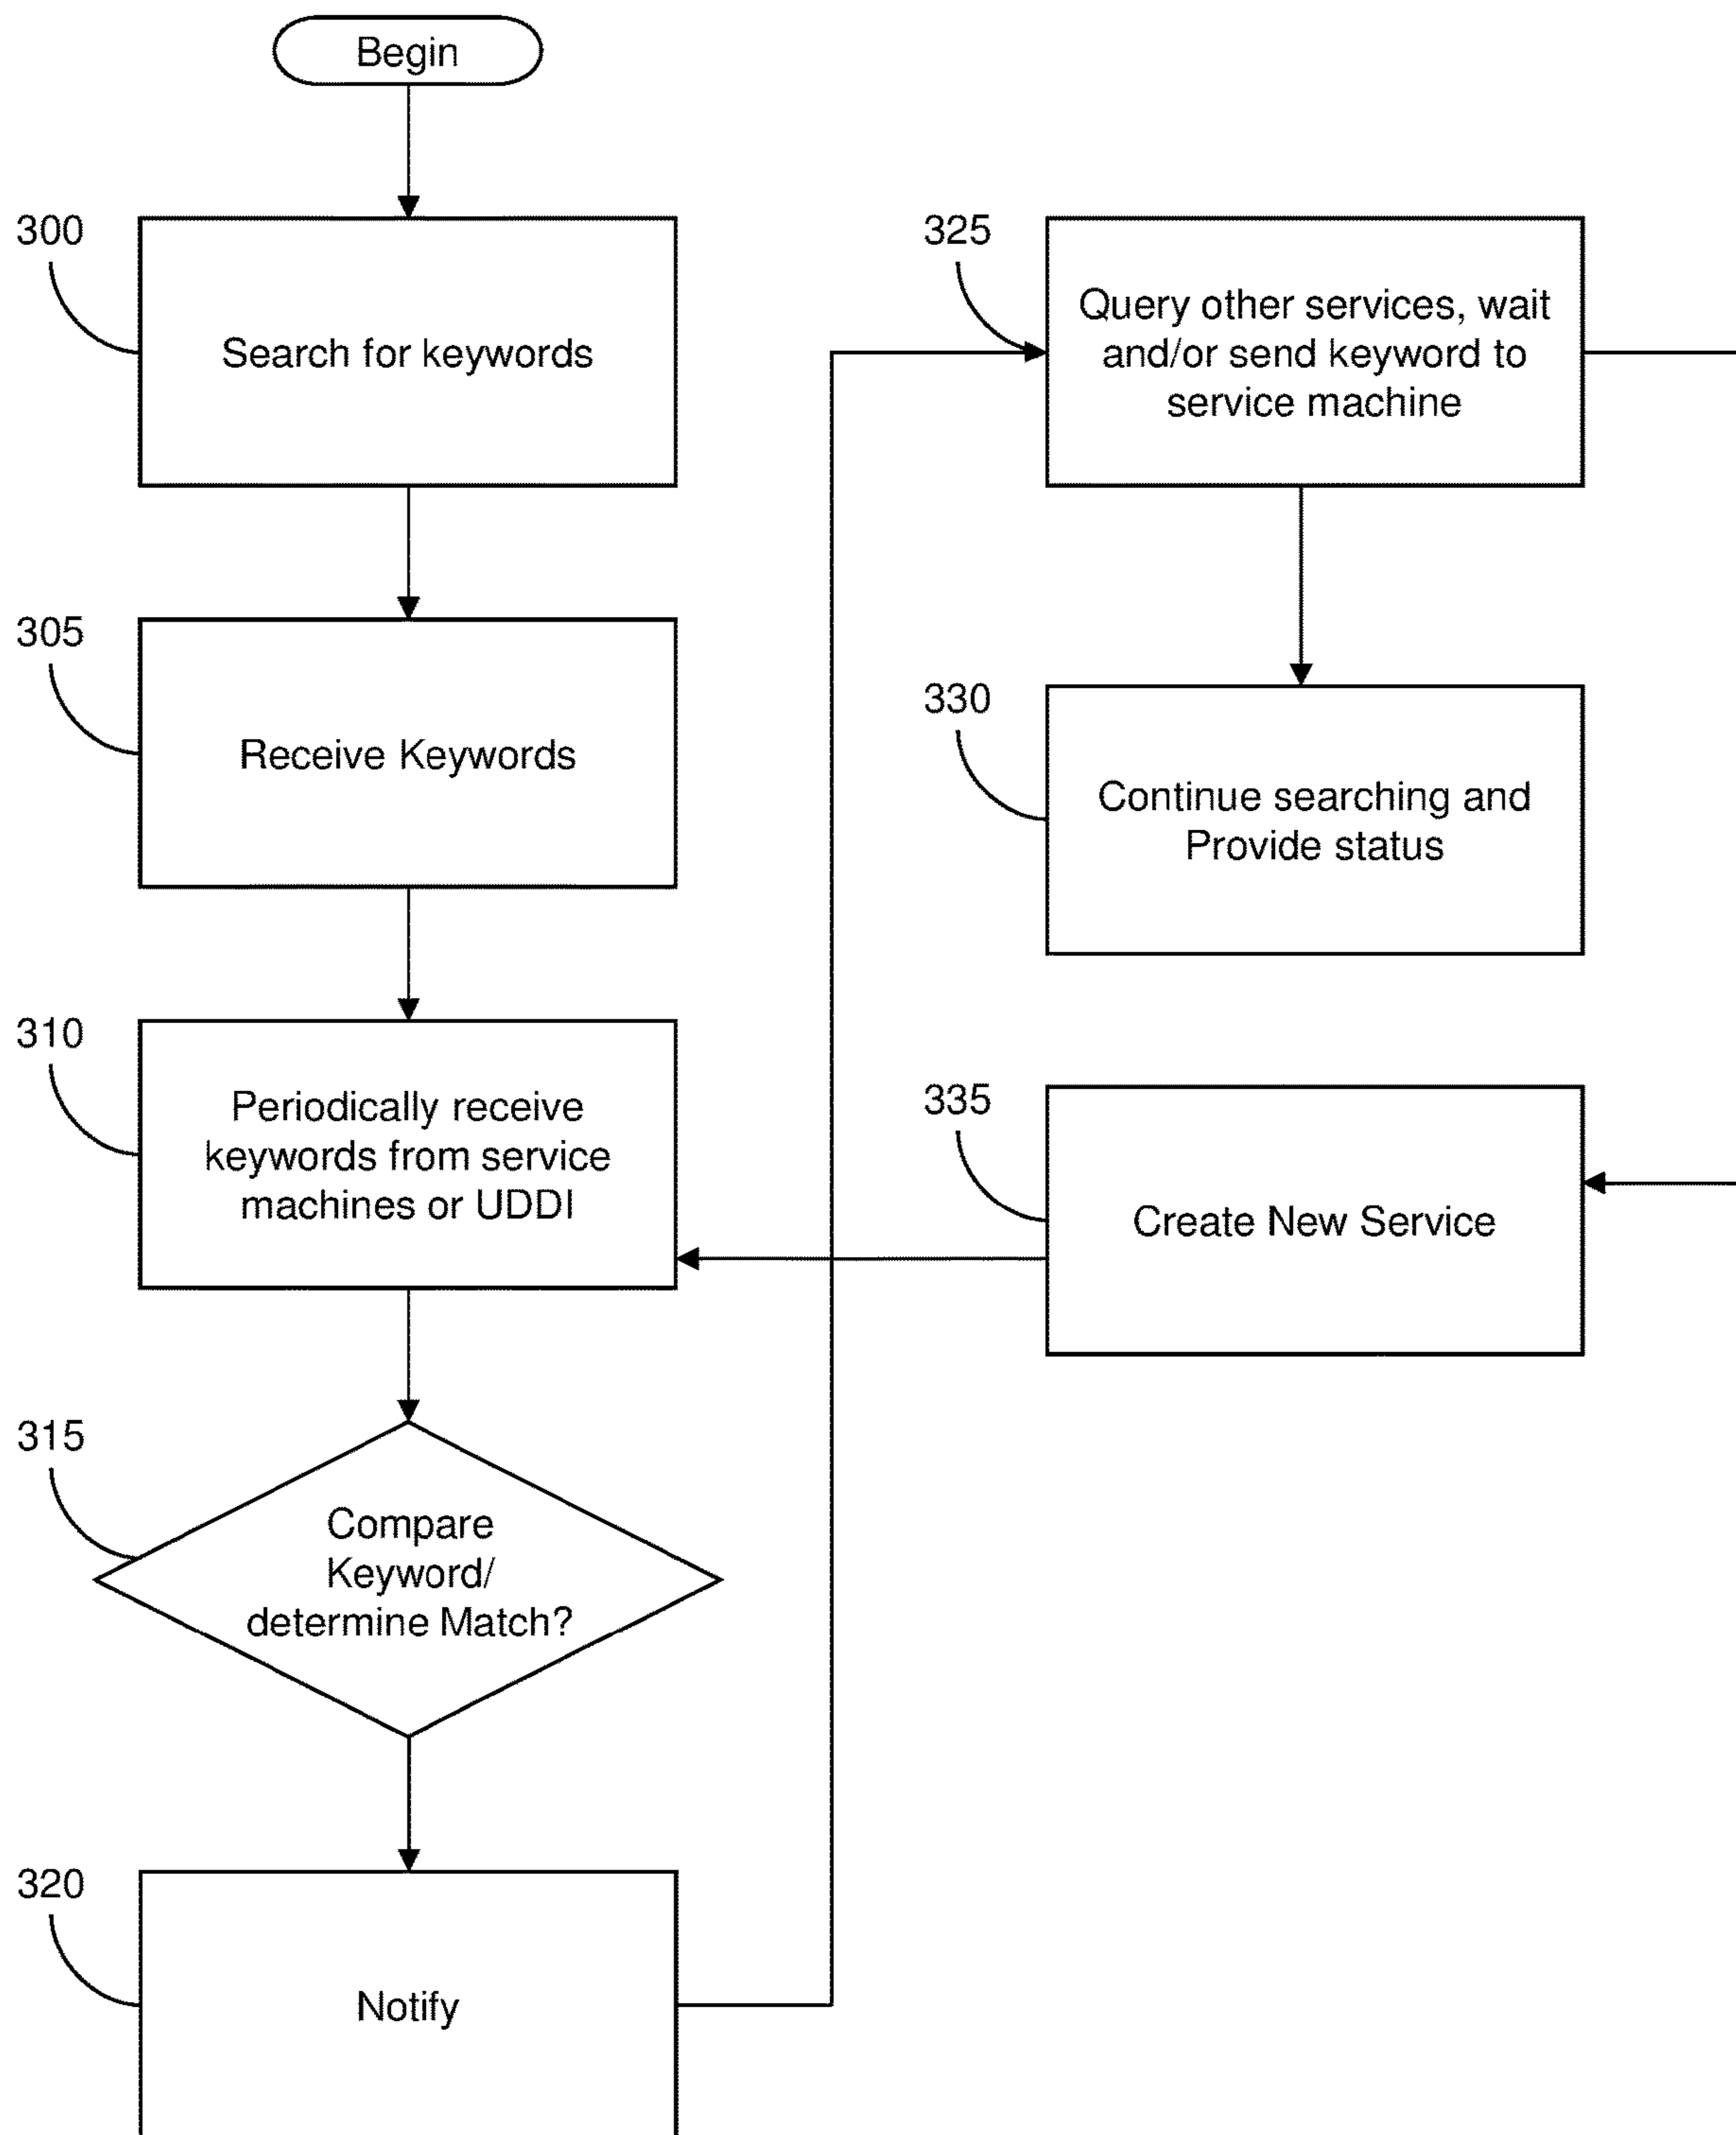 Begin
300
Search for keywords
305
Receive Keywords
310
Periodically receive
keywords from service
machines or UDDI
315
Compare
Keyword/
determine Match?
320
Notify
325
Query other services, wait
and/or send keyword to
service machine
330
Continue searching and
Provide status
335
Create New Service